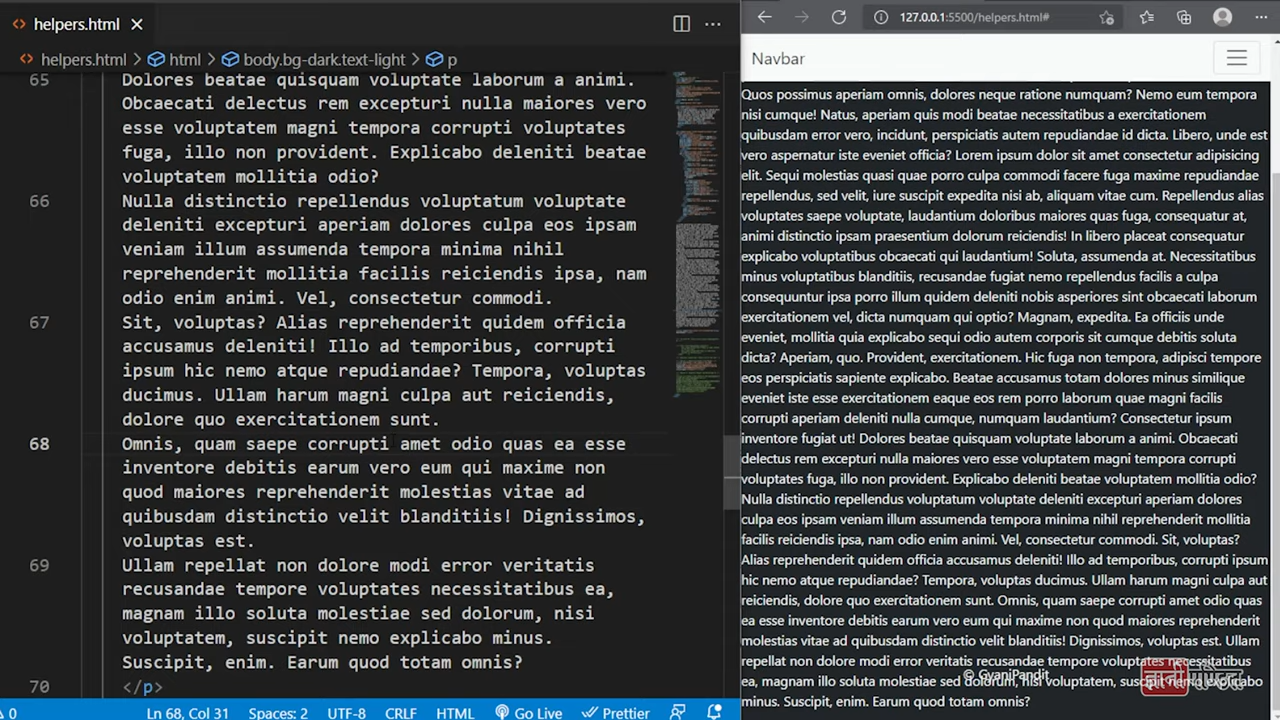 helpers.html
helpers.html > html > body.bg-dark.text-light > p
65 Dolores beatae quisquam voluptate laborum a animi.
Obcaecati delectus rem excepturi nulla maiores vero
esse voluptatem magni tempora corrupti voluptates
fuga, illo non provident. Explicabo deleniti beatae
voluptatem mollitia odio?
66 Nulla distinctio repellendus voluptatum voluptate
deleniti excepturi aperiam dolores culpa eos ipsam
veniam illum assumenda tempora minima nihil
reprehenderit mollitia facilis reiciendis ipsa, nam
odio enim animi. Vel, consectetur commodi.
67 Sit, voluptas? Alias reprehenderit quidem officia
accusamus deleniti! Illo ad temporibus, corrupti
ipsum hic nemo atque repudiandae? Tempora, voluptas
ducimus. Ullam harum magni culpa aut reiciendis,
dolore quo exercitationem sunt.
68 Omnis, quam saepe corrupti amet odio quas ea esse
inventore debitis earum vero eum qui maxime non
quod maiores reprehenderit molestias vitae ad
quibusdam distinctio velit blanditiis! Dignissimos,
voluptas est.
69 Ullam repellat non dolore modi error veritatis
recusandae tempore voluptates necessitatibus ea,
magnam illo soluta molestiae sed dolorum, nisi
voluptatem, suscipit nemo explicabo minus.
Suscipit, enim. Earum quod totam omnis?
70 </p>
0 Ln 68, Col 31 Spaces: 2 UTF-8 CRLF HTML Go Live Prettier
127.0.0.1:5500/helpers.html#
Navbar
Quos possimus aperiam omnis, dolores neque ratione numquam? Nemo eum tempora
nisi cumque! Natus, aperiam quis modi beatae necessitatibus a exercitationem
quibusdam error vero, incidunt, perspiciatis autem repudiandae id dicta. Libero, unde est
vero aspernatur iste eveniet officia? Lorem ipsum dolor sit amet consectetur adipisicing
elit. Sequi molestias quasi quae porro culpa commodi facere fuga maxime repudiandae
repellendus, sed velit, iure suscipit expedita nisi ab, aliquam vitae cum. Repellendus alias
voluptates saepe voluptate, laudantium doloribus maiores quas fuga, consequatur at,
animi distinctio ipsam praesentium dolorum reiciendis! In libero placeat consequatur
explicabo voluptatibus obcaecati qui laudantium! Soluta, assumenda at. Necessitatibus
minus voluptatibus blanditiis, recusandae fugiat nemo repellendus facilis a culpa
consequuntur ipsa porro illum quidem deleniti nobis asperiores sint obcaecati laborum
exercitationem vel, dicta numquam qui optio? Magnam, expedita. Ea officiis unde
eveniet, mollitia quia explicabo sequi odio autem corporis sit cumque debitis soluta
dicta? Aperiam, quo. Provident, exercitationem. Hic fuga non tempore, adipisci tempore
eos perspiciatis sapiente explicabo. Beatae accusamus totam dolores minus similique
eveniet iste esse exercitationem eaque eos rem porro laborum quae magni facilis
corrupti aperiam deleniti nulla cumque, numquam laudantium? Consectetur ipsum
inventore fugiat ut! Dolores beatae quisquam voluptate laborum a animi. Obcaecati
delectus rem excepturi nulla maiores vero esse voluptatem magni tempora corrupti
voluptates fuga, illo non provident. Explicabo deleniti beatae voluptatem mollitia odio?
Nulla distinctio repellendus voluptatum voluptate deleniti excepturi aperiam dolores
culpa eos ipsam veniam illum assumenda tempora minima nihil reprehenderit mollitia
facilis reiciendis ipsa, nam odio enim animi. Vel, consectetur commodi. Sit, voluptas?
Alias reprehenderit quidem officia accusamus deleniti! Illo ad temporibus, corrupti ipsum
hic nemo atque repudiandae? Tempora, voluptas ducimus. Ullam harum magni culpa aut
reiciendis, dolore quo exercitationem sunt. Omnis, quam saepe corrupti amet odio quas
ea esse inventore debitis earum vero eum qui maxime non quod maiores reprehenderit
molestias vitae ad quibusdam distinctio velit blanditiis! Dignissimos, voluptas est. Ullam
repellat non dolore modi error veritatis recusandae tempore voluptates necessitatibus
ea, magnam illo soluta molestiae sed dolorum, nisi voluptatem, suscipit nemo explicabo
minus. Suscipit, enim. Earum quod totam omnis?
© GyaniPandit
ज्ञानीपण्डित